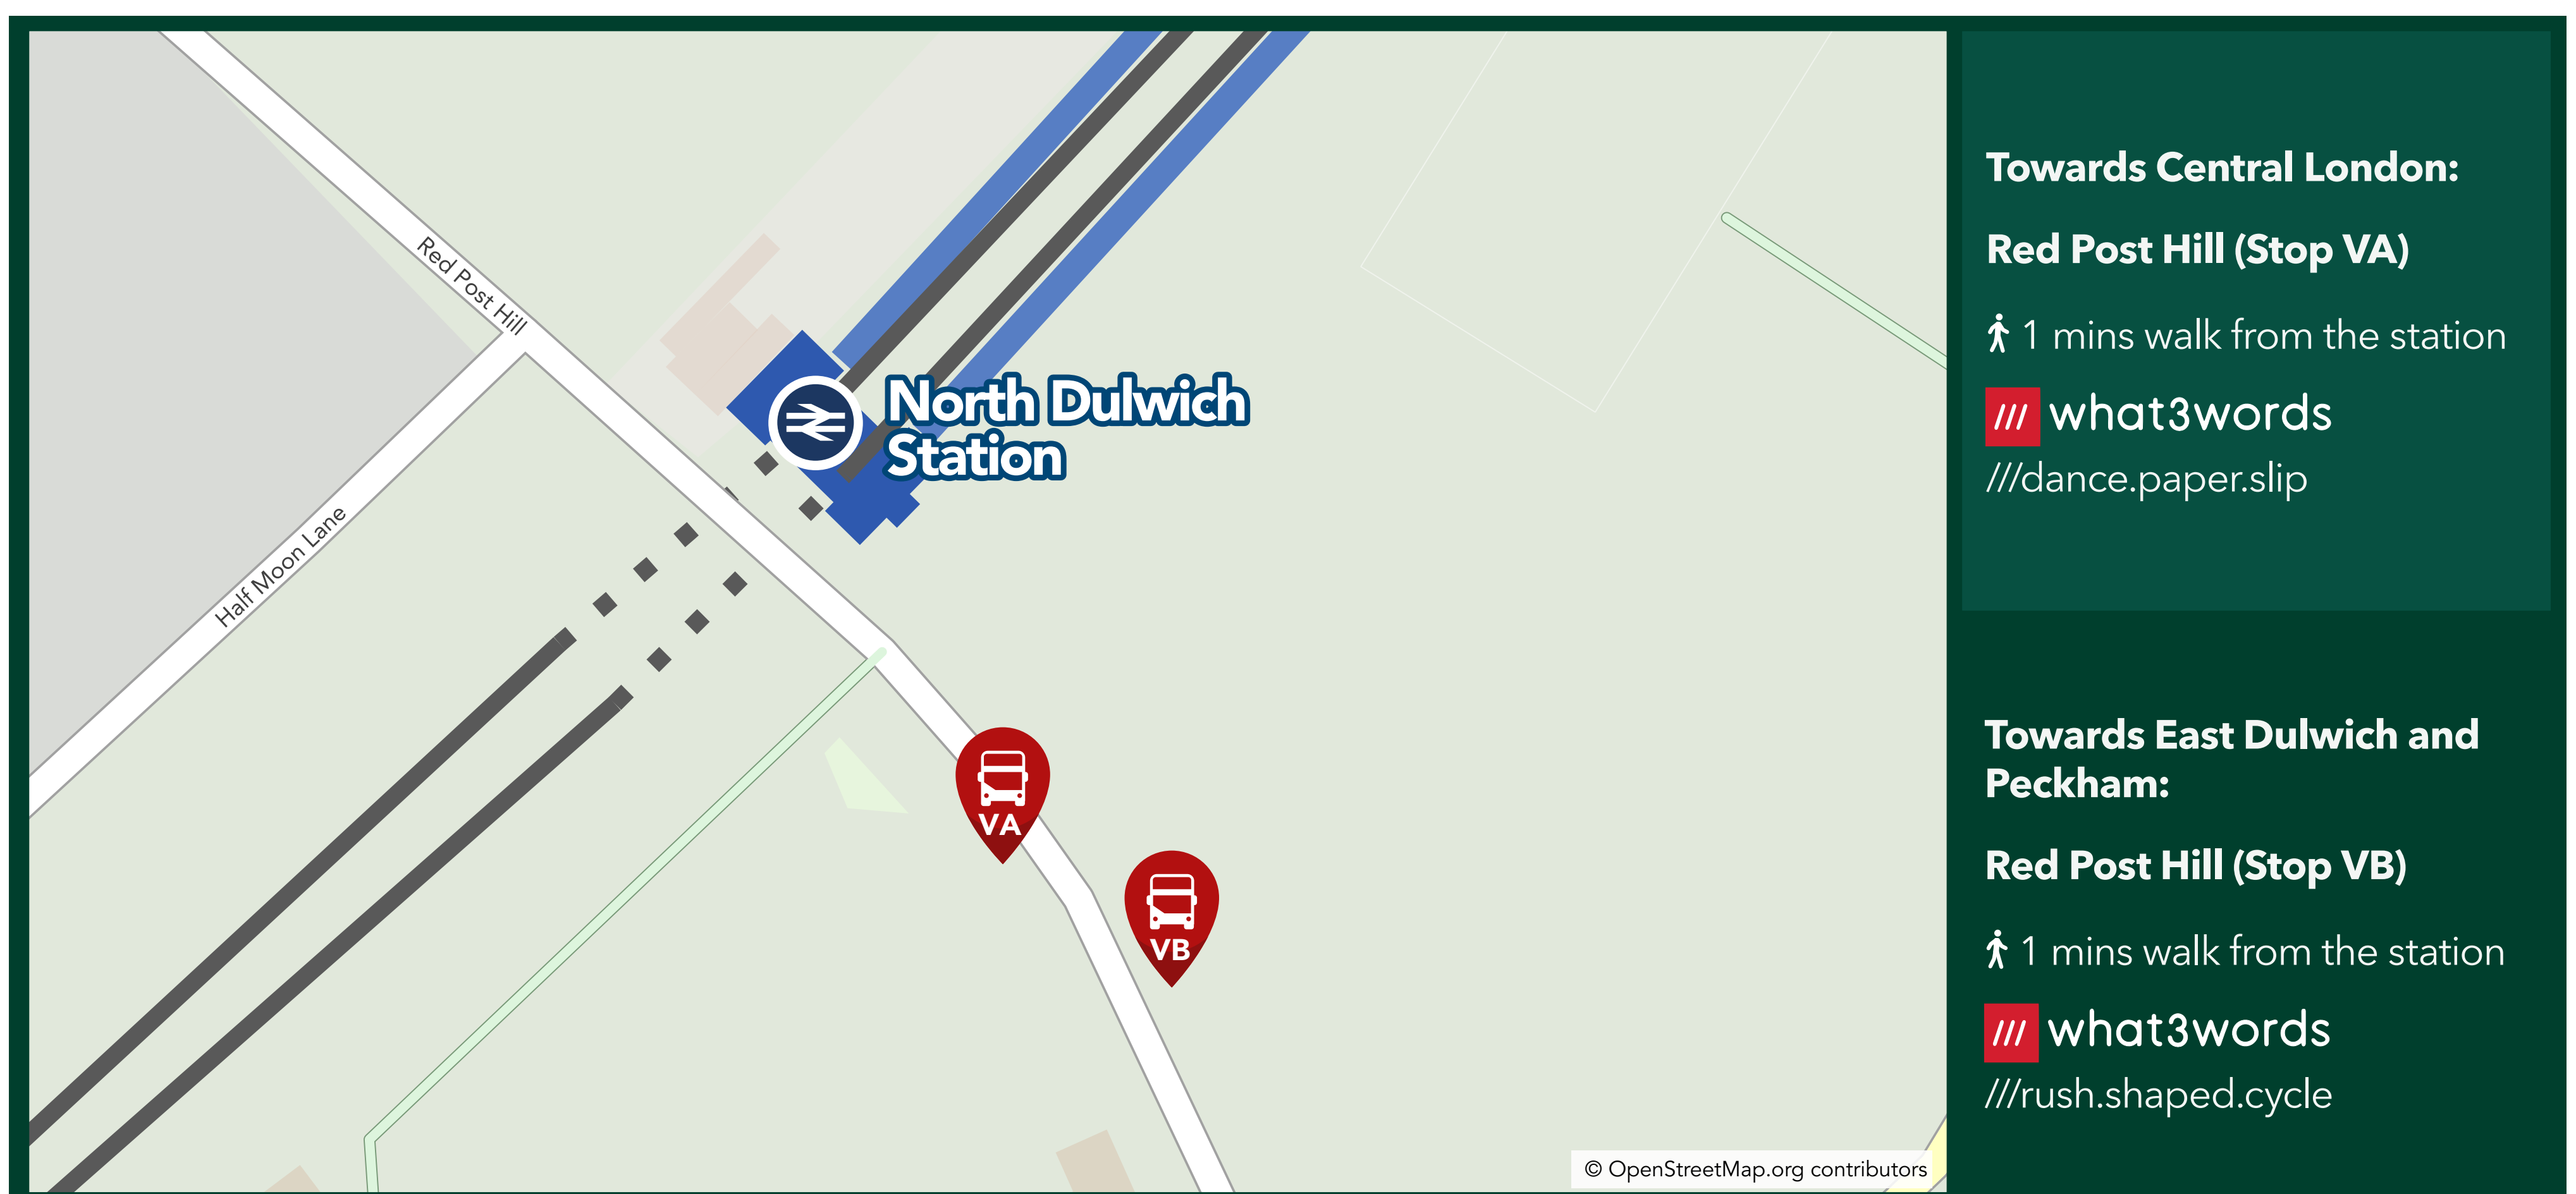 Red Post Hill
Half Moon Lane
North Dulwich
Station
VA
VB
© OpenStreetMap.org contributors
Towards Central London:
Red Post Hill (Stop VA)
1 mins walk from the station
what3words
///dance.paper.slip
Towards East Dulwich and
Peckham:
Red Post Hill (Stop VB)
1 mins walk from the station
what3words
///rush.shaped.cycle